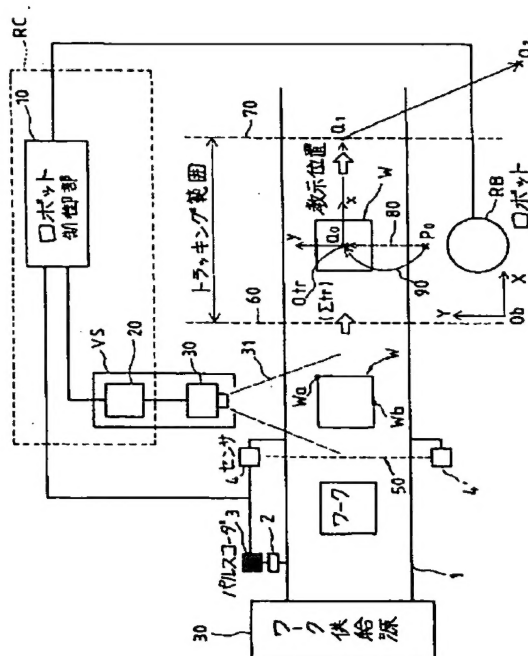 RC
10
ロボット
制御部
VS
20
30
31
トラッキング範囲
60
70
教示位置
W
Q₀
Q₁
Q₂
x
Y
80
90
P₀
Qtr
(Σtr)
RB
ロボット
Y
X
Ob
Wa
Wb
W
4 センサ
4'
50
パルスコーダ 3
2
ワーク
1
30
ワーク供給源